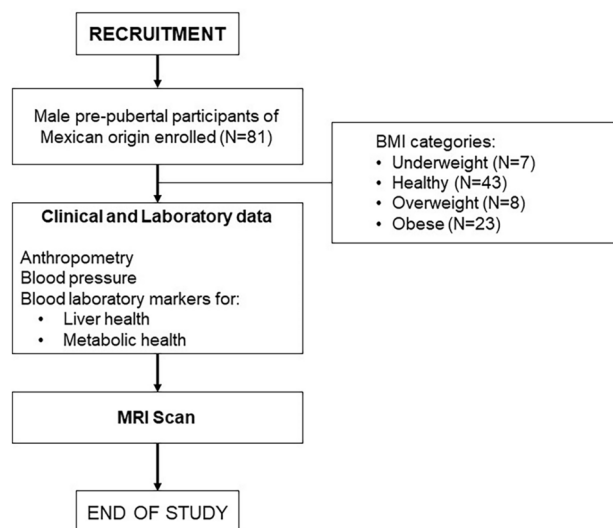 RECRUITMENT
Male pre-pubertal participants of
Mexican origin enrolled (N=81)
BMI categories:
• Underweight (N=7)
• Healthy (N=43)
• Overweight (N=8)
• Obese (N=23)
Clinical and Laboratory data
Anthropometry
Blood pressure
Blood laboratory markers for:
• Liver health
• Metabolic health
MRI Scan
END OF STUDY